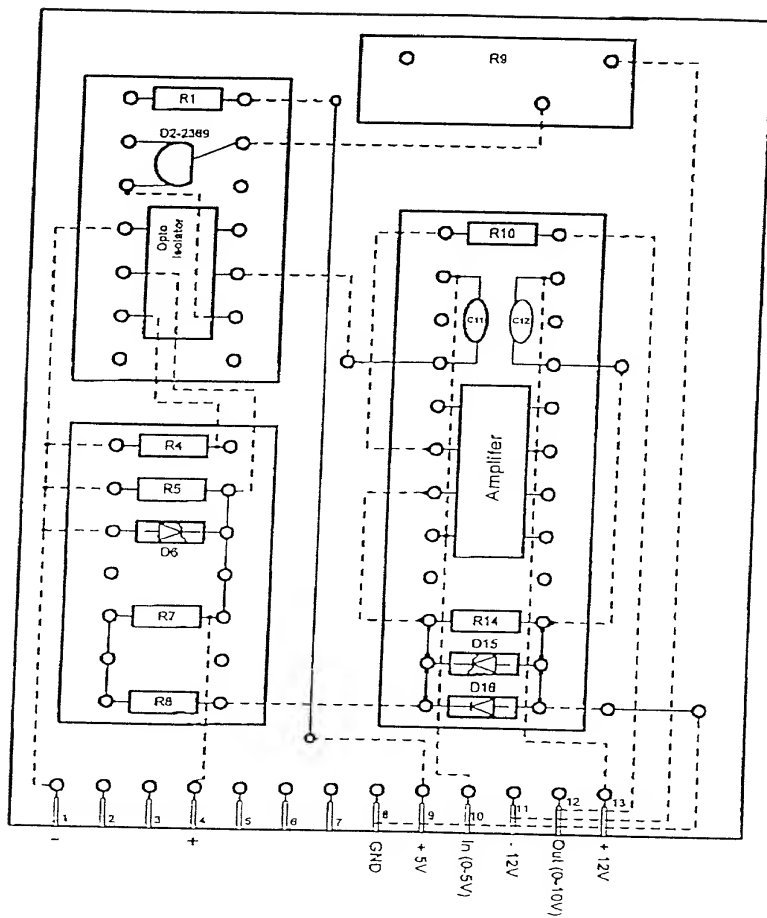 R9
R1
D2-2369
Opto
Isolator
R10
C11
C12
Amplifer
R4
R5
D6
R7
R14
D15
R8
D16
1
2
3
4
5
6
7
8
9
10
11
12
13
-
+
GND
+ 5V
In (0-5V)
- 12V
Out (0-10V)
+ 12V